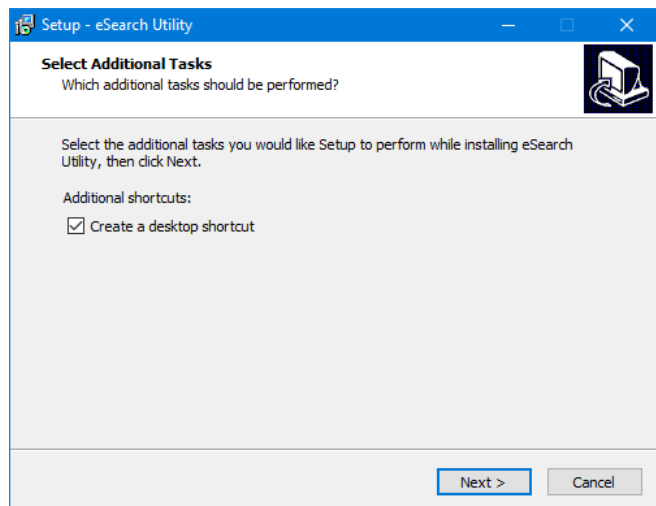 Setup - eSearch Utility
Select Additional Tasks
Which additional tasks should be performed?
Select the additional tasks you would like Setup to perform while installing eSearch
Utility, then click Next.
Additional shortcuts:
Create a desktop shortcut
Next >
Cancel